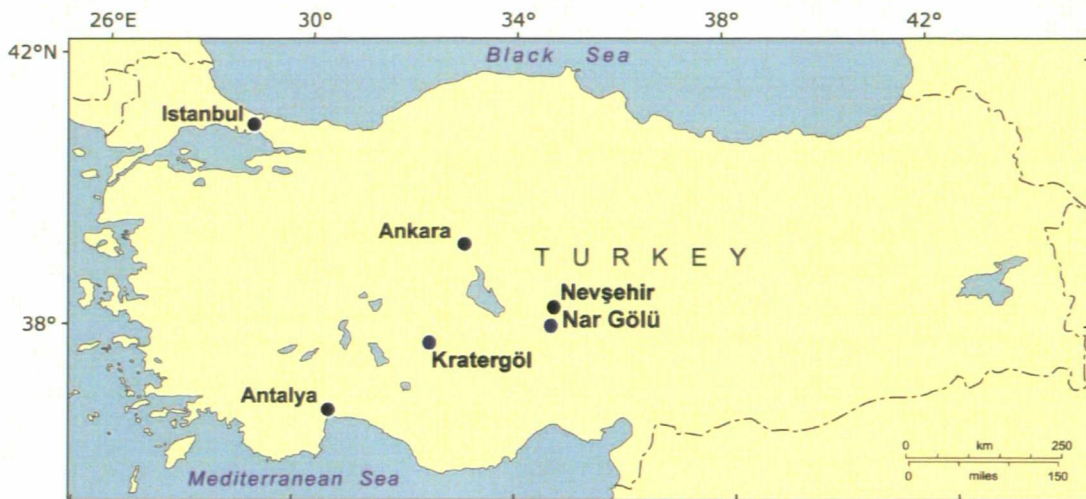 26°E 30° 34° 38° 42°
42°N
Black Sea
Istanbul
Ankara
TURKEY
Nevşehir
38°
Nar Gölü
Kratergöl
Antalya
Mediterranean Sea
0 km 250
0 miles 150